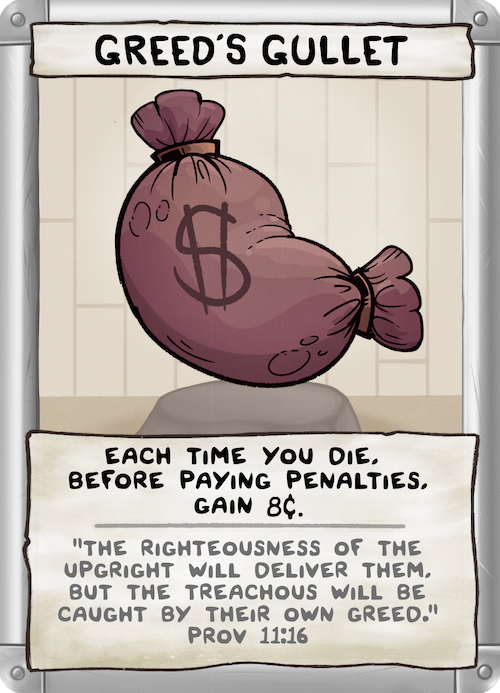 GREED'S GULLET
$
EACH TIME YOU DIE,
BEFORE PAYING PENALTIES,
GAIN 8¢.
"THE RIGHTEOUSNESS OF THE
UPGRIGHT WILL DELIVER THEM,
BUT THE TREACHOUS WILL BE
CAUGHT BY THEIR OWN GREED."
PROV 11:16